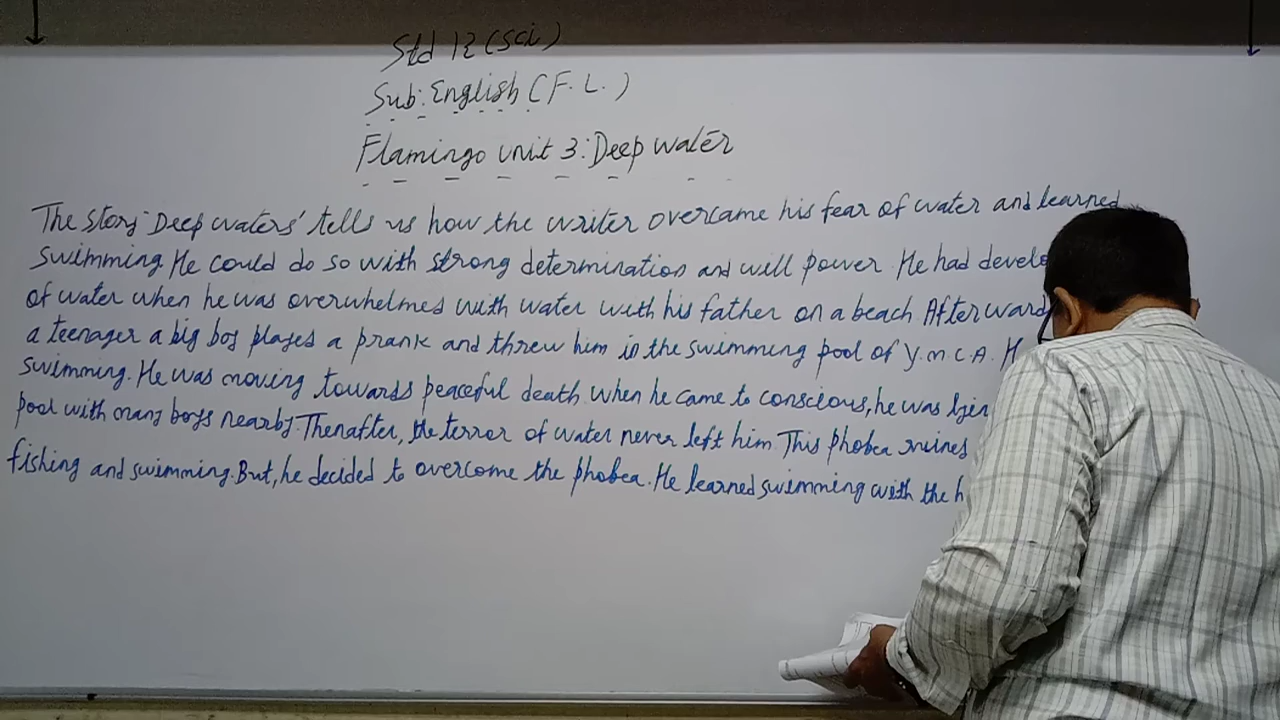 Std 12 (sci)
Sub: English (F.L.)
Flamingo Unit 3: Deep water
The story 'Deep waters' tells us how the writer overcame his fear of water and learned
swimming. He could do so with strong determination and will power. He had develo
of water when he was overwhelmed with water with his father on a beach. Afterward
a teenager a big boy played a prank and threw him in the swimming pool of Y.M.C.A. H
swimming. He was moving towards peaceful death. When he came to conscious, he was lyin
pool with many boys nearby. Thenafter, the terror of water never left him. This phobea ruined
fishing and swimming. But, he decided to overcome the phobea. He learned swimming with the h